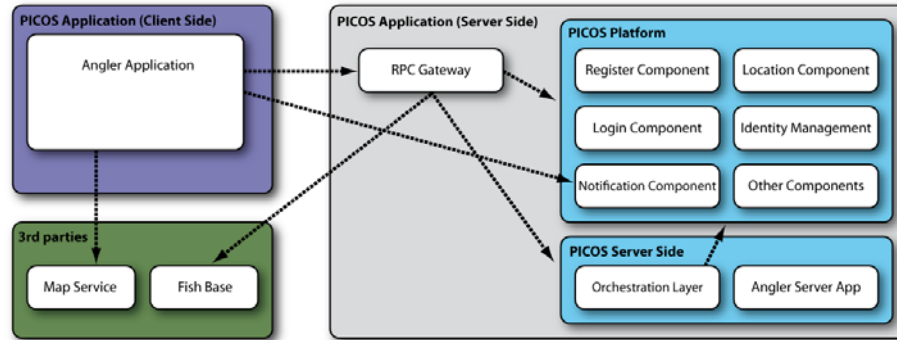 PICOS Application (Client Side)
Angler Application
3rd parties
Map Service
Fish Base
PICOS Application (Server Side)
RPC Gateway
PICOS Platform
Register Component
Location Component
Login Component
Identity Management
Notification Component
Other Components
PICOS Server Side
Orchestration Layer
Angler Server App